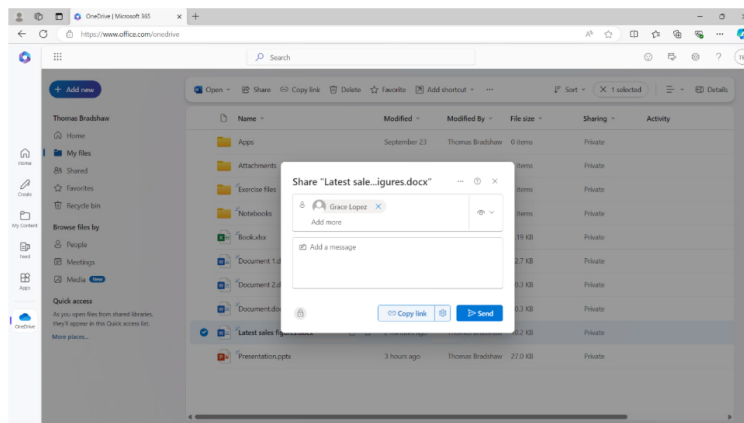 OneDrive | Microsoft 365
https://www.office.com/onedrive
Search
Add new
Open
Share
Copy link
Delete
Favorite
Add shortcut
Sort
1 selected
Details
Thomas Bradshaw
Home
My files
Shared
Favorites
Recycle bin
Browse files by
People
Meetings
Media New
Quick access
As you open files from shared libraries,
they'll appear in this Quick access list.
More places...
Home
Create
My Content
Feed
Apps
OneDrive
Name Modified Modified By File size Sharing Activity
Apps September 23 Thomas Bradshaw 0 items Private
Attachments items Private
Exercise files items Private
Notebooks items Private
Book.xlsx .19 KB Private
Document 1.d 2.7 KB Private
Document 2.d 0.3 KB Private
Document.do 0.3 KB Private
Latest sales figures.docx Thomas Bradshaw 0.2 KB Private
Presentation.pptx 3 hours ago Thomas Bradshaw 27.0 KB Private
Share "Latest sale...igures.docx"
Grace Lopez
Add more
Add a message
Copy link
Send